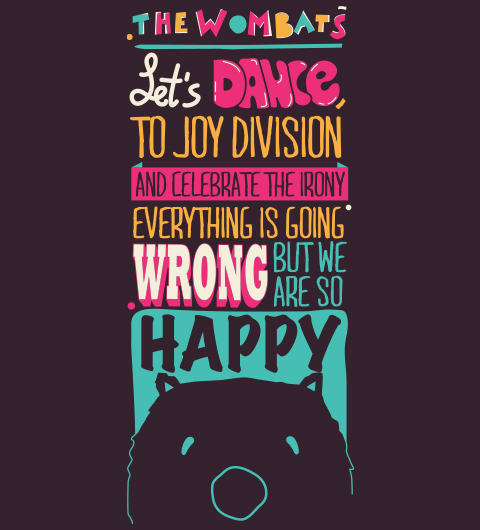 THE WOMBATS
Let's DANCE,
TO JOY DIVISION
AND CELEBRATE THE IRONY
EVERYTHING IS GOING
WRONG BUT WE
ARE SO
HAPPY